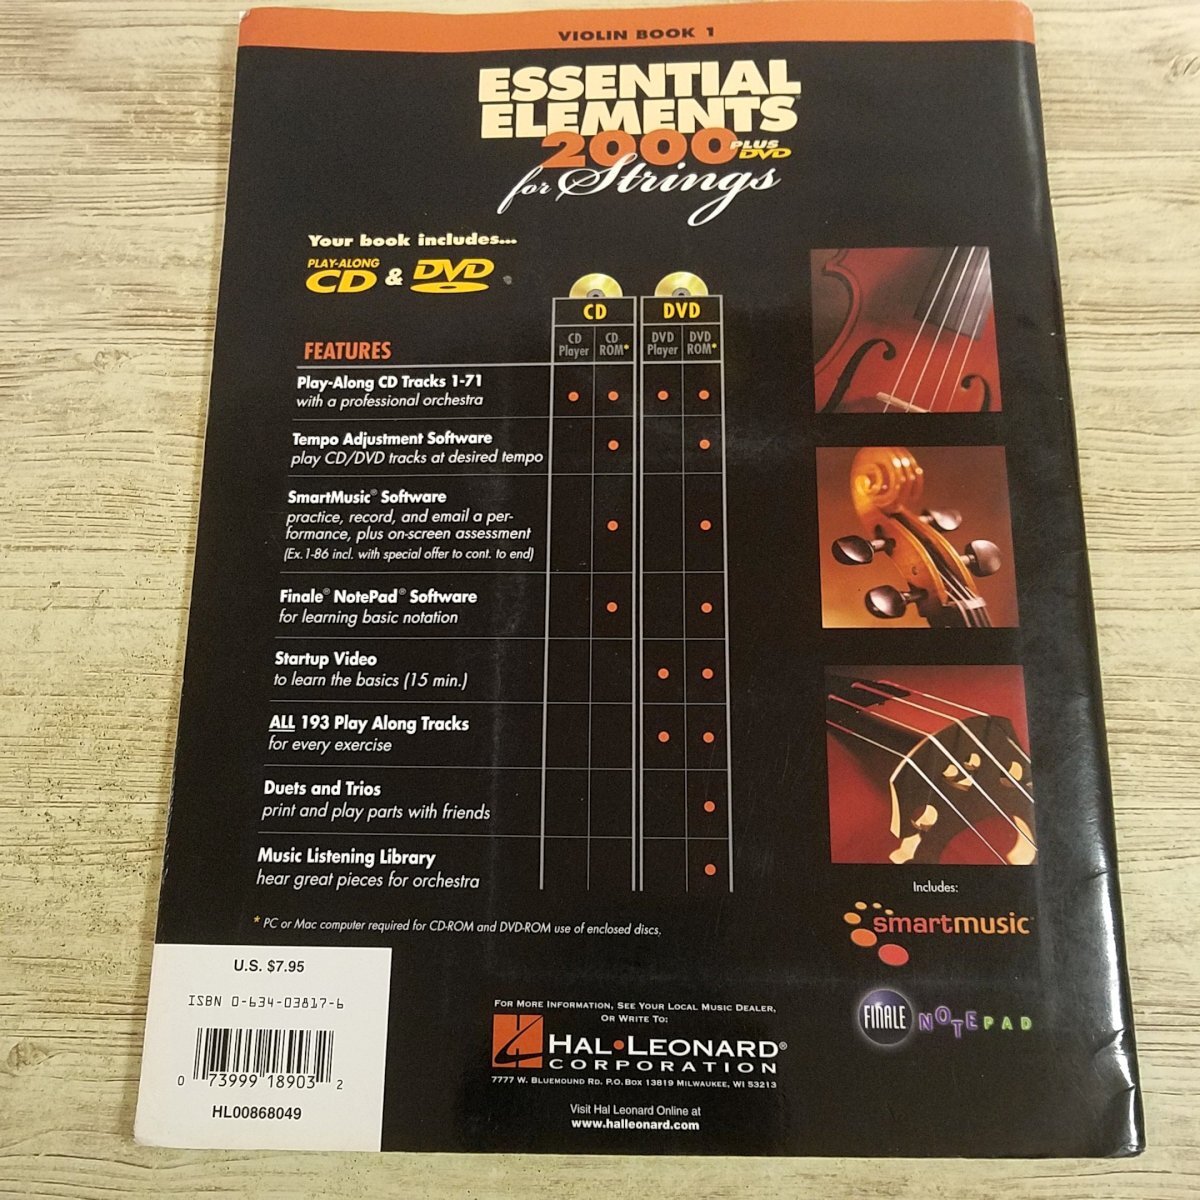 VIOLIN BOOK 1
ESSENTIAL
ELEMENTS
2000 PLUS DVD
for Strings
Your book includes...
PLAY-ALONG
CD & DVD
CD DVD
FEATURES
CD Player
CD ROM*
DVD Player
DVD ROM*
Play-Along CD Tracks 1-71
with a professional orchestra
Tempo Adjustment Software
play CD/DVD tracks at desired tempo
SmartMusic® Software
practice, record, and email a per-
formance, plus on-screen assessment
(Ex. 1-86 incl. with special offer to cont. to end)
Finale® NotePad® Software
for learning basic notation
Startup Video
to learn the basics (15 min.)
ALL 193 Play Along Tracks
for every exercise
Duets and Trios
print and play parts with friends
Music Listening Library
hear great pieces for orchestra
* PC or Mac computer required for CD-ROM and DVD-ROM use of enclosed discs.
Includes:
smartmusic™
FINALE NOTEPAD
U.S. $7.95
ISBN 0-634-03817-6
0 73999 18903 2
HL00868049
FOR MORE INFORMATION, SEE YOUR LOCAL MUSIC DEALER,
OR WRITE TO:
HAL•LEONARD®
CORPORATION
7777 W. BLUEMOUND RD. P.O. BOX 13819 MILWAUKEE, WI 53213
Visit Hal Leonard Online at
www.halleonard.com